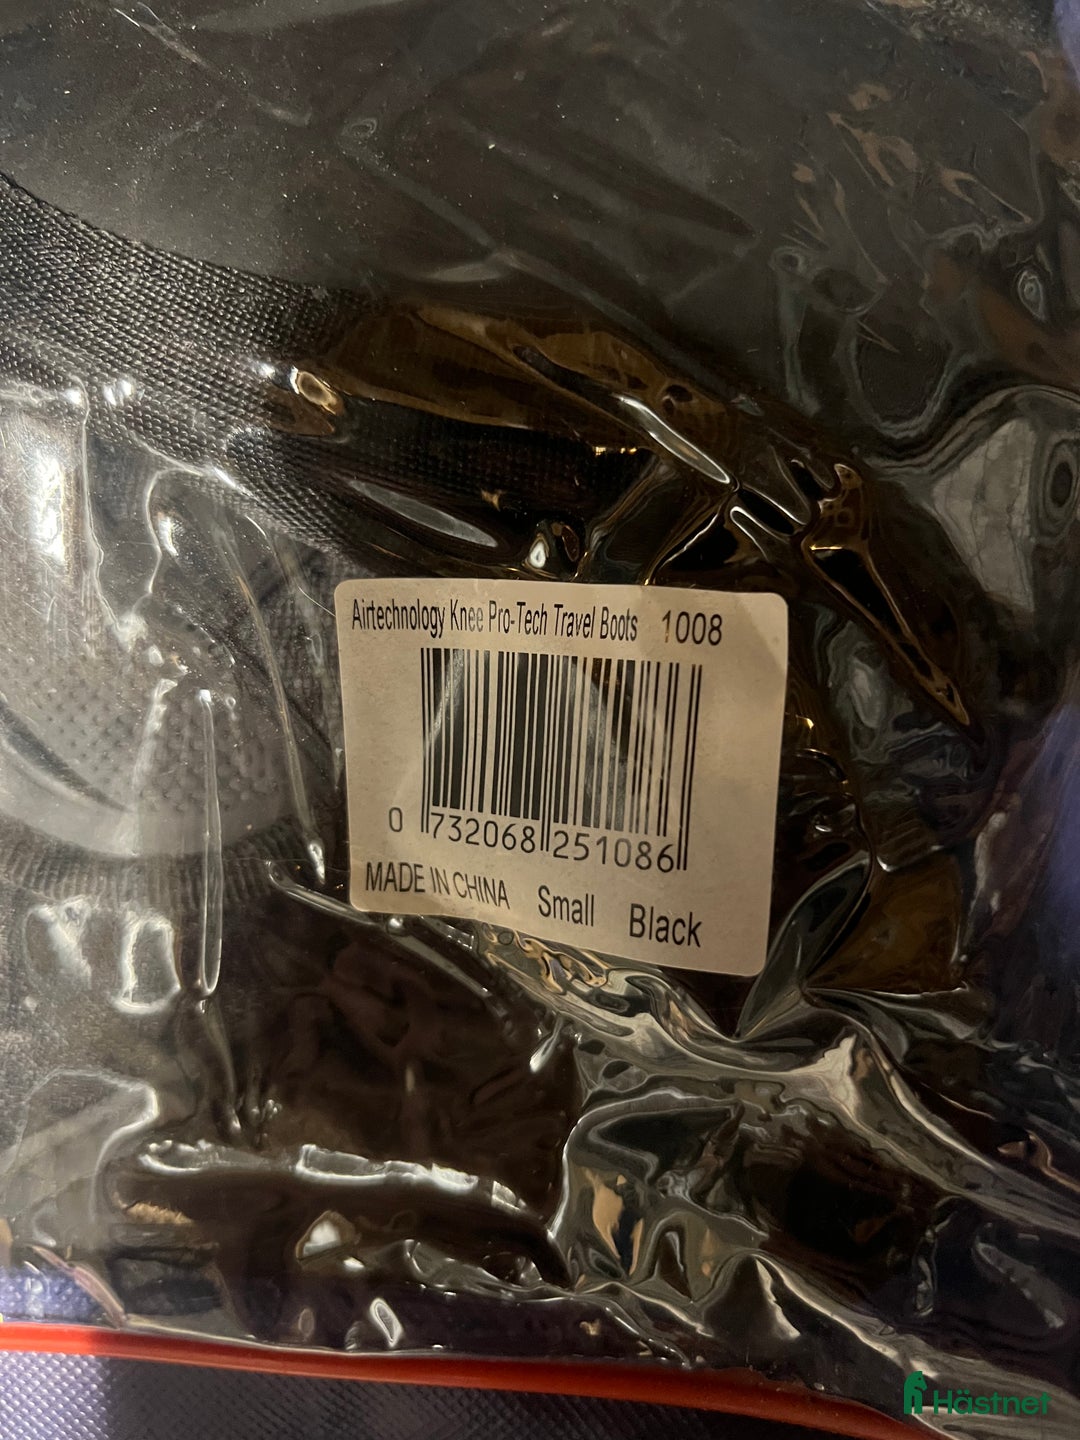 Airtechnology Knee Pro-Tech Travel Boots 1008
0 732068 251086
MADE IN CHINA Small Black
Hästnet